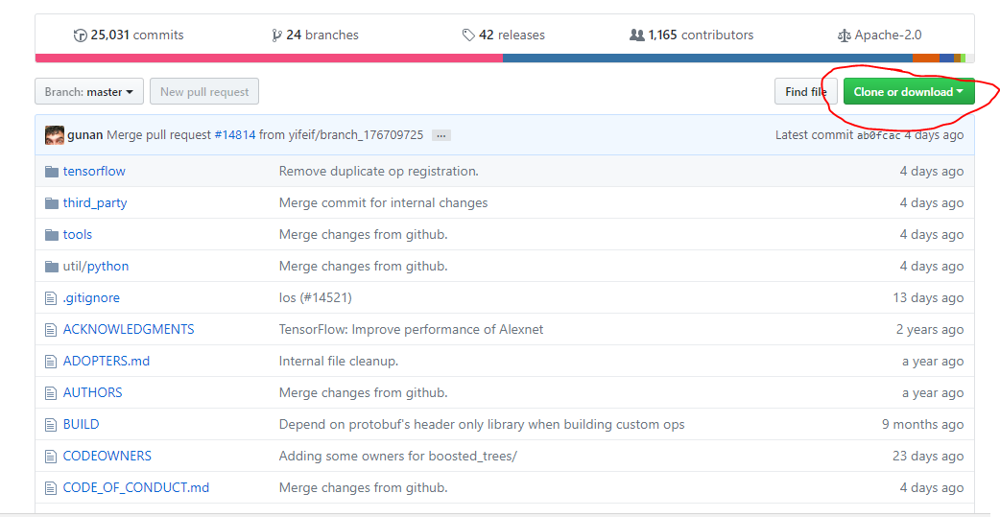 25,031 commits 24 branches 42 releases 1,165 contributors Apache-2.0
Branch: master New pull request Find file Clone or download
gunan Merge pull request #14814 from yifeif/branch_176709725 ... Latest commit ab0fcac 4 days ago
tensorflow Remove duplicate op registration. 4 days ago
third_party Merge commit for internal changes 4 days ago
tools Merge changes from github. 4 days ago
util/python Merge changes from github. 4 days ago
.gitignore Ios (#14521) 13 days ago
ACKNOWLEDGMENTS TensorFlow: Improve performance of Alexnet 2 years ago
ADOPTERS.md Internal file cleanup. a year ago
AUTHORS Merge changes from github. a year ago
BUILD Depend on protobuf's header only library when building custom ops 9 months ago
CODEOWNERS Adding some owners for boosted_trees/ 23 days ago
CODE_OF_CONDUCT.md Merge changes from github. 4 days ago